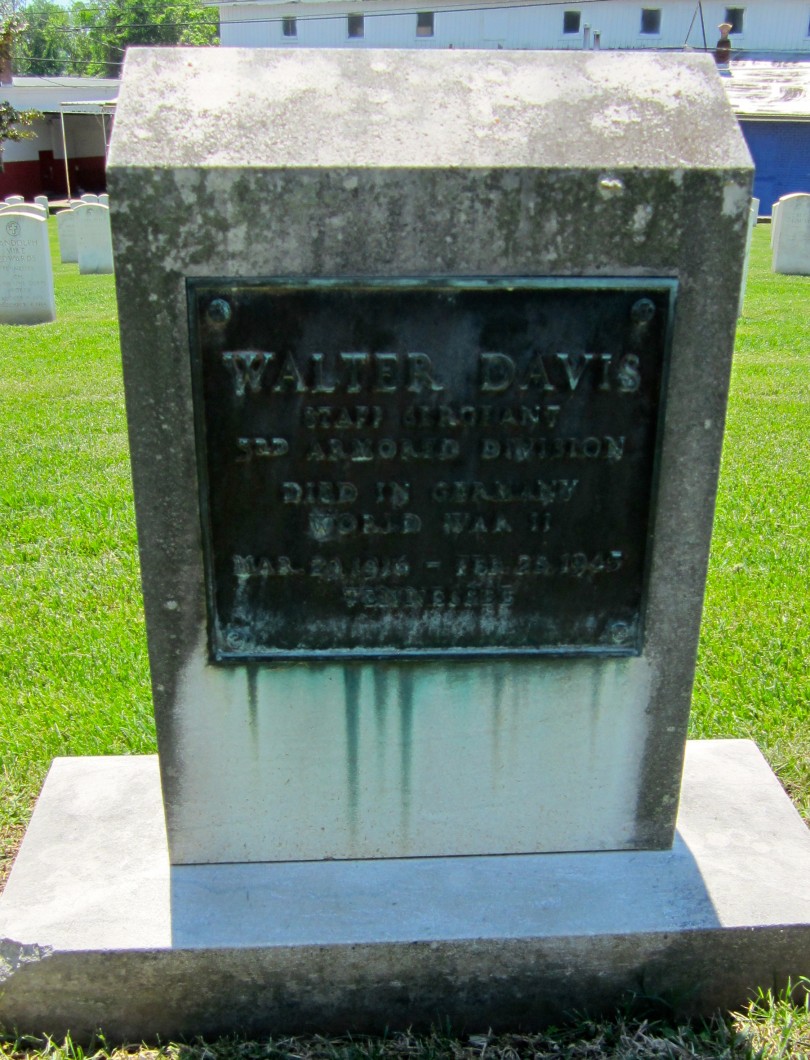 WALTER DAVIS
STAFF SERGEANT
3RD ARMORED DIVISION
DIED IN GERMANY
WORLD WAR II
MAR. 29, 1916 – FEB. 28, 1945
TENNESSEE